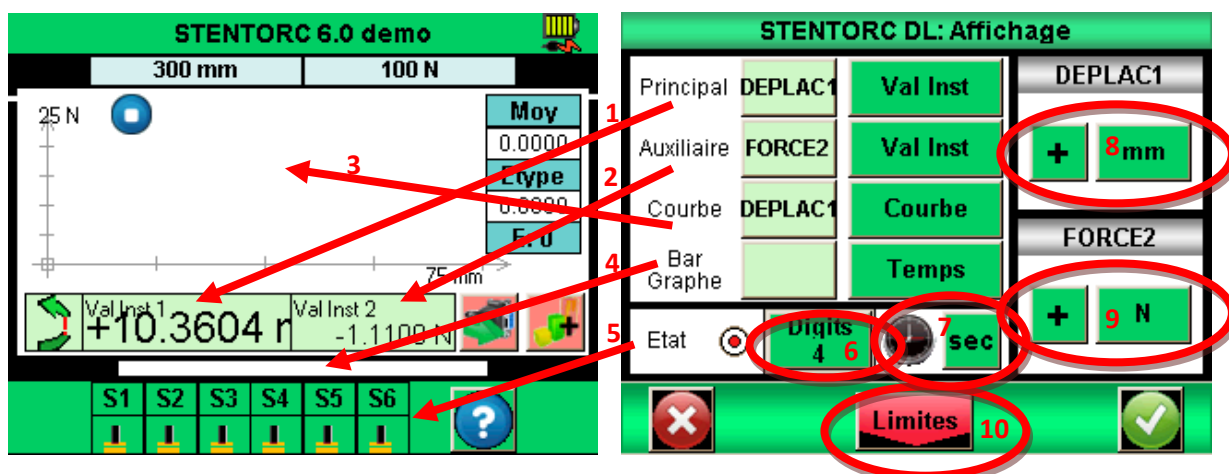 STENTORC 6.0 demo
300 mm
100 N
25 N
Moy
0.0000
Etype
0.0000
75 mm
Val Inst 1
+10.3604
Val Inst 2
-1.1100 N
S1 S2 S3 S4 S5 S6
?
1
2
3
4
5
STENTORC DL: Affichage
Principal DEPLAC1 Val Inst
Auxiliaire FORCE2 Val Inst
Courbe DEPLAC1 Courbe
Bar
Graphe
Temps
Etat
Digits
4
6
7
sec
DEPLAC1
+ 8 mm
FORCE2
+ 9 N
Limites
10